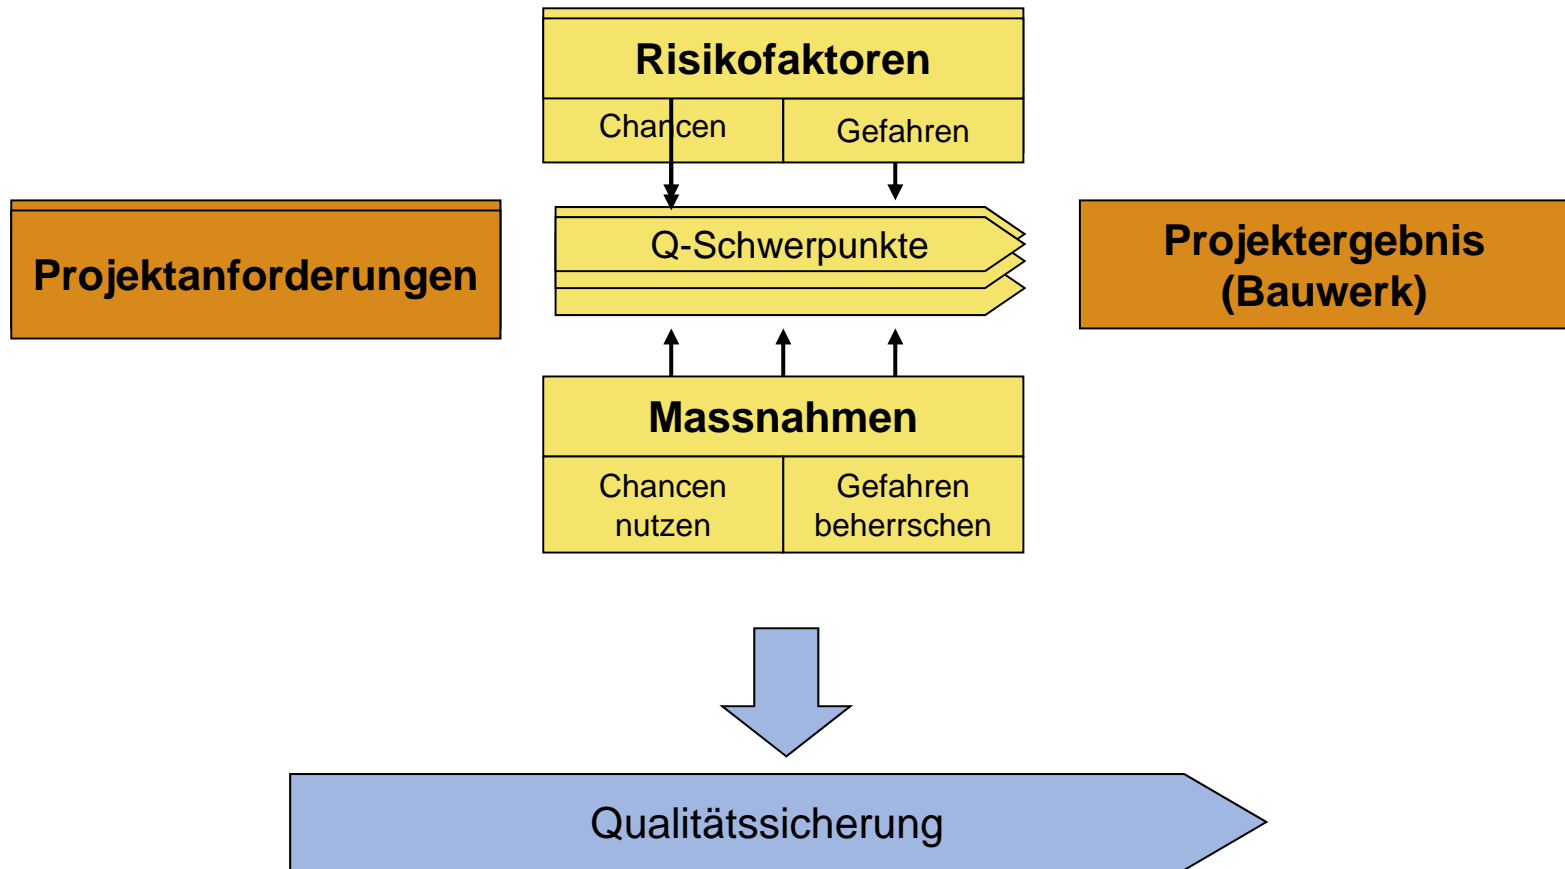 Risikofaktoren
Chancen
Gefahren
Projektanforderungen
Q-Schwerpunkte
Projektergebnis
(Bauwerk)
Massnahmen
Chancen
nutzen
Gefahren
beherrschen
Qualitätssicherung